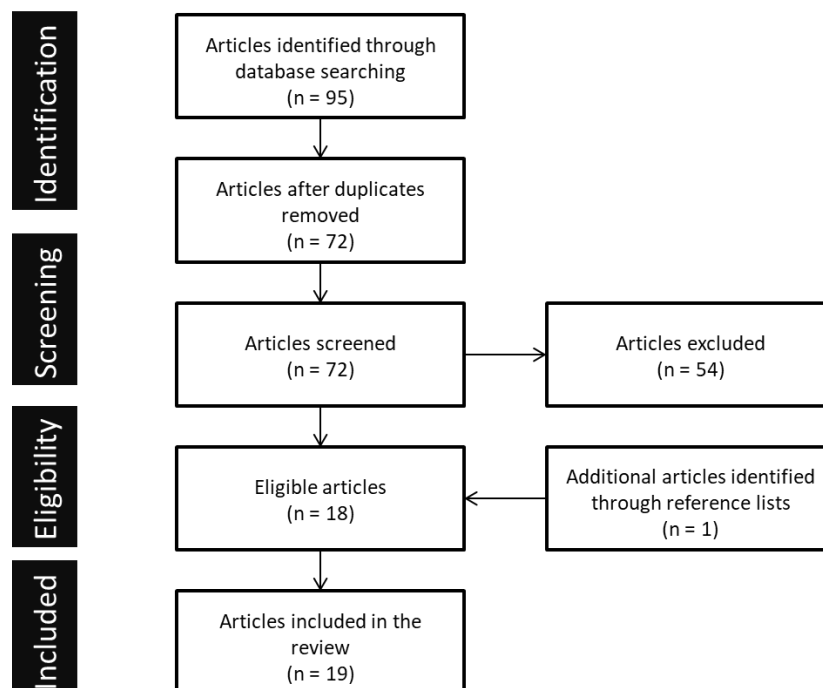 Identification
Articles identified through
database searching
(n = 95)
Articles after duplicates
removed
(n = 72)
Screening
Articles screened
(n = 72)
Articles excluded
(n = 54)
Eligibility
Eligible articles
(n = 18)
Additional articles identified
through reference lists
(n = 1)
Included
Articles included in the
review
(n = 19)